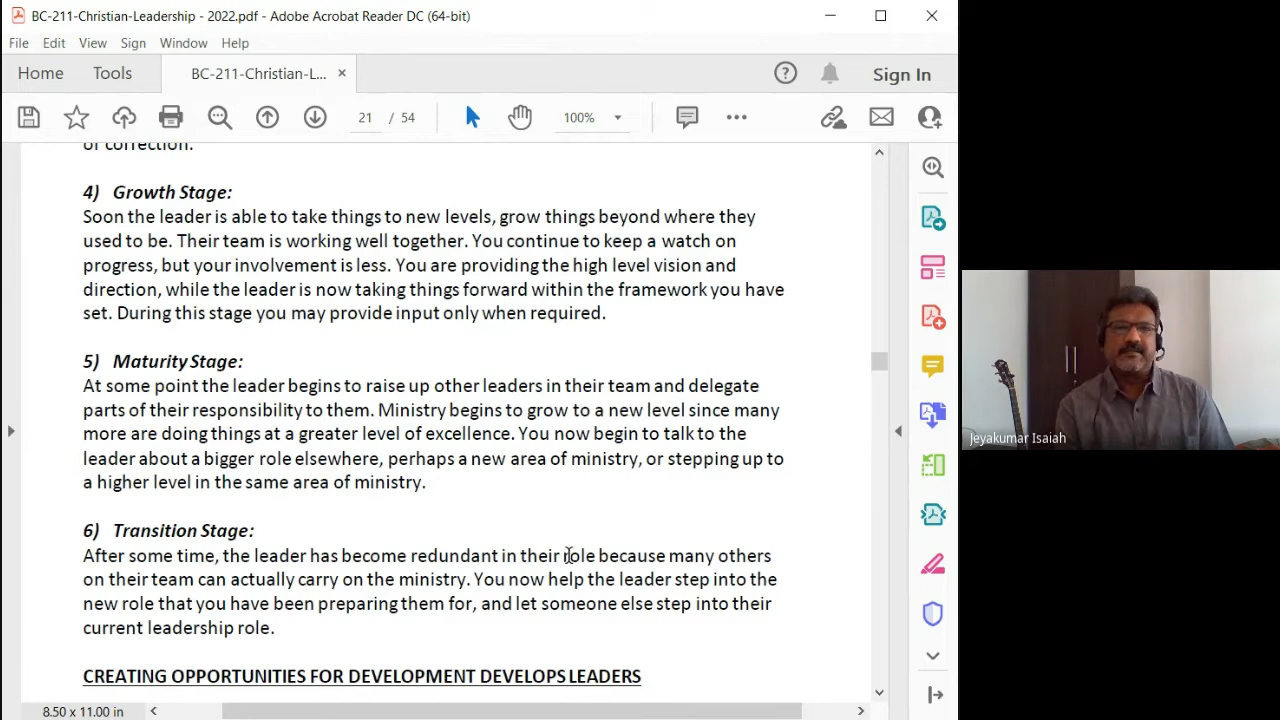 BC-211-Christian-Leadership - 2022.pdf - Adobe Acrobat Reader DC (64-bit)
File Edit View Sign Window Help
Home Tools BC-211-Christian-L... × Sign In
21 / 54 100%
of correction.
4) Growth Stage:
Soon the leader is able to take things to new levels, grow things beyond where they
used to be. Their team is working well together. You continue to keep a watch on
progress, but your involvement is less. You are providing the high level vision and
direction, while the leader is now taking things forward within the framework you have
set. During this stage you may provide input only when required.
5) Maturity Stage:
At some point the leader begins to raise up other leaders in their team and delegate
parts of their responsibility to them. Ministry begins to grow to a new level since many
more are doing things at a greater level of excellence. You now begin to talk to the
leader about a bigger role elsewhere, perhaps a new area of ministry, or stepping up to
a higher level in the same area of ministry.
6) Transition Stage:
After some time, the leader has become redundant in their role because many others
on their team can actually carry on the ministry. You now help the leader step into the
new role that you have been preparing them for, and let someone else step into their
current leadership role.
CREATING OPPORTUNITIES FOR DEVELOPMENT DEVELOPS LEADERS
8.50 x 11.00 in
Jeyakumar Isaiah